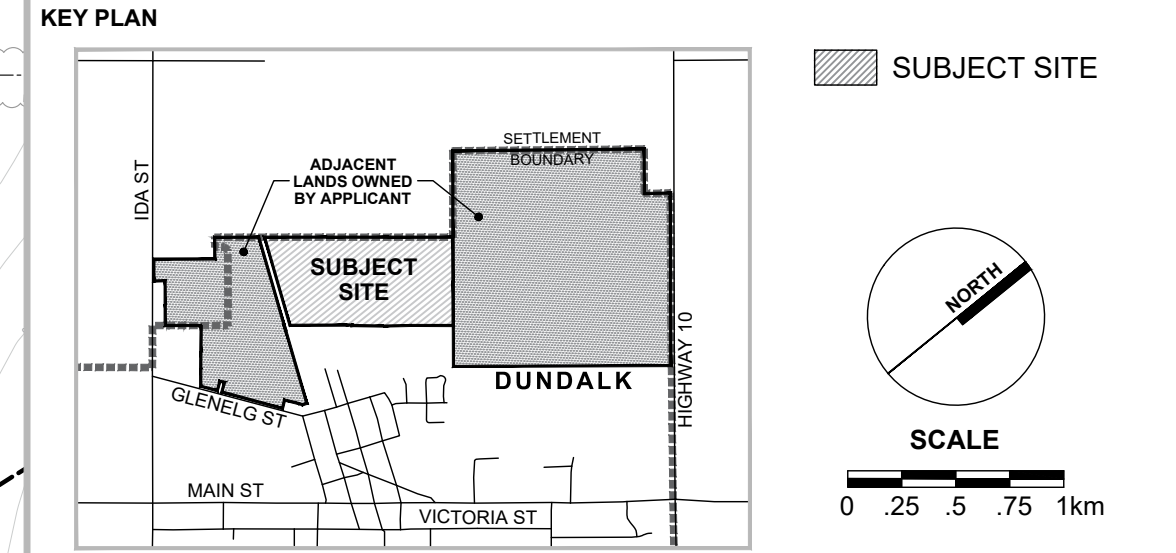 KEY PLAN
SUBJECT SITE
SETTLEMENT
BOUNDARY
ADJACENT
LANDS OWNED
BY APPLICANT
IDA ST
SUBJECT
SITE
NORTH
HIGHWAY 10
DUNDALK
GLENELG ST
SCALE
MAIN ST
VICTORIA ST
0 .25 .5 .75 1km